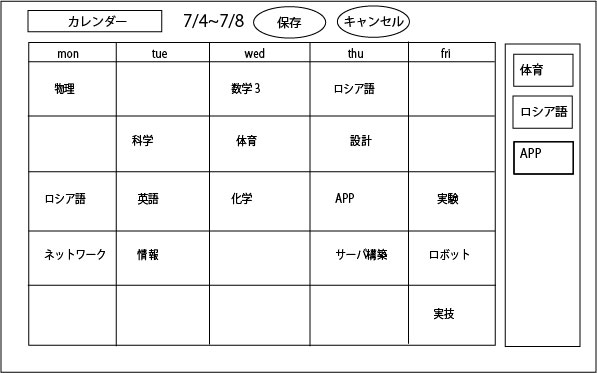 カレンダー 7/4~7/8 保存 キャンセル
mon tue wed thu fri
物理 数学3 ロシア語
科学 体育 設計
ロシア語 英語 化学 APP 実験
ネットワーク 情報 サーバ構築 ロボット
実技
体育
ロシア語
APP